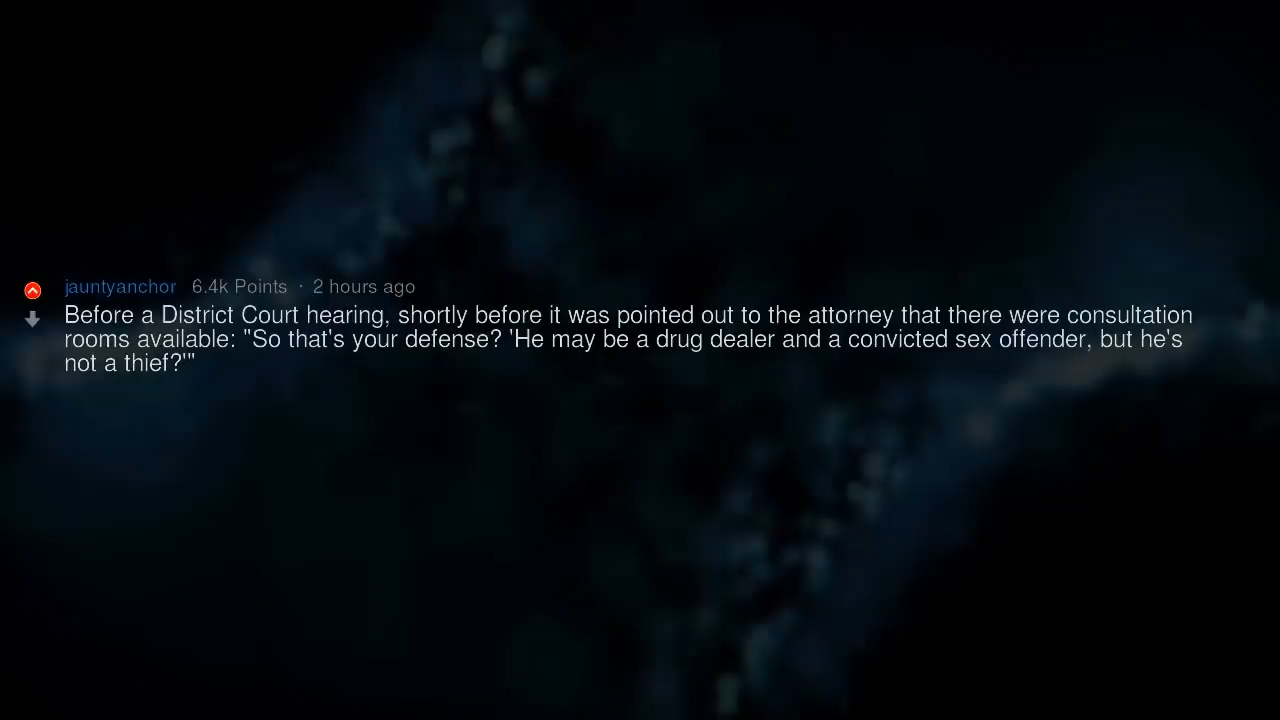 jauntyanchor 6.4k Points · 2 hours ago
Before a District Court hearing, shortly before it was pointed out to the attorney that there were consultation
rooms available: "So that's your defense? 'He may be a drug dealer and a convicted sex offender, but he's
not a thief?'"